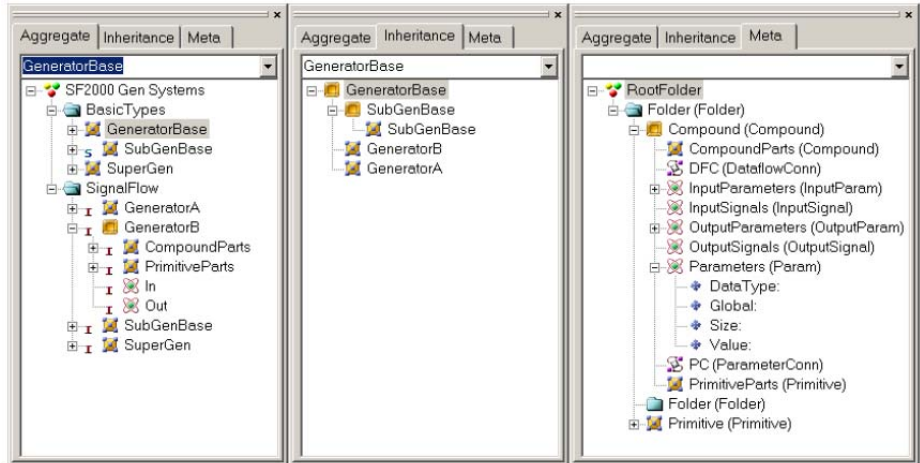 Aggregate Inheritance Meta
GeneratorBase
SF2000 Gen Systems
BasicTypes
GeneratorBase
S SubGenBase
SuperGen
SignalFlow
I GeneratorA
I GeneratorB
I CompoundParts
I PrimitiveParts
I In
I Out
I SubGenBase
I SuperGen
Aggregate Inheritance Meta
GeneratorBase
GeneratorBase
SubGenBase
SubGenBase
GeneratorB
GeneratorA
Aggregate Inheritance Meta
RootFolder
Folder (Folder)
Compound (Compound)
CompoundParts (Compound)
DFC (DataflowConn)
InputParameters (InputParam)
InputSignals (InputSignal)
OutputParameters (OutputParam)
OutputSignals (OutputSignal)
Parameters (Param)
DataType:
Global:
Size:
Value:
PC (ParameterConn)
PrimitiveParts (Primitive)
Folder (Folder)
Primitive (Primitive)